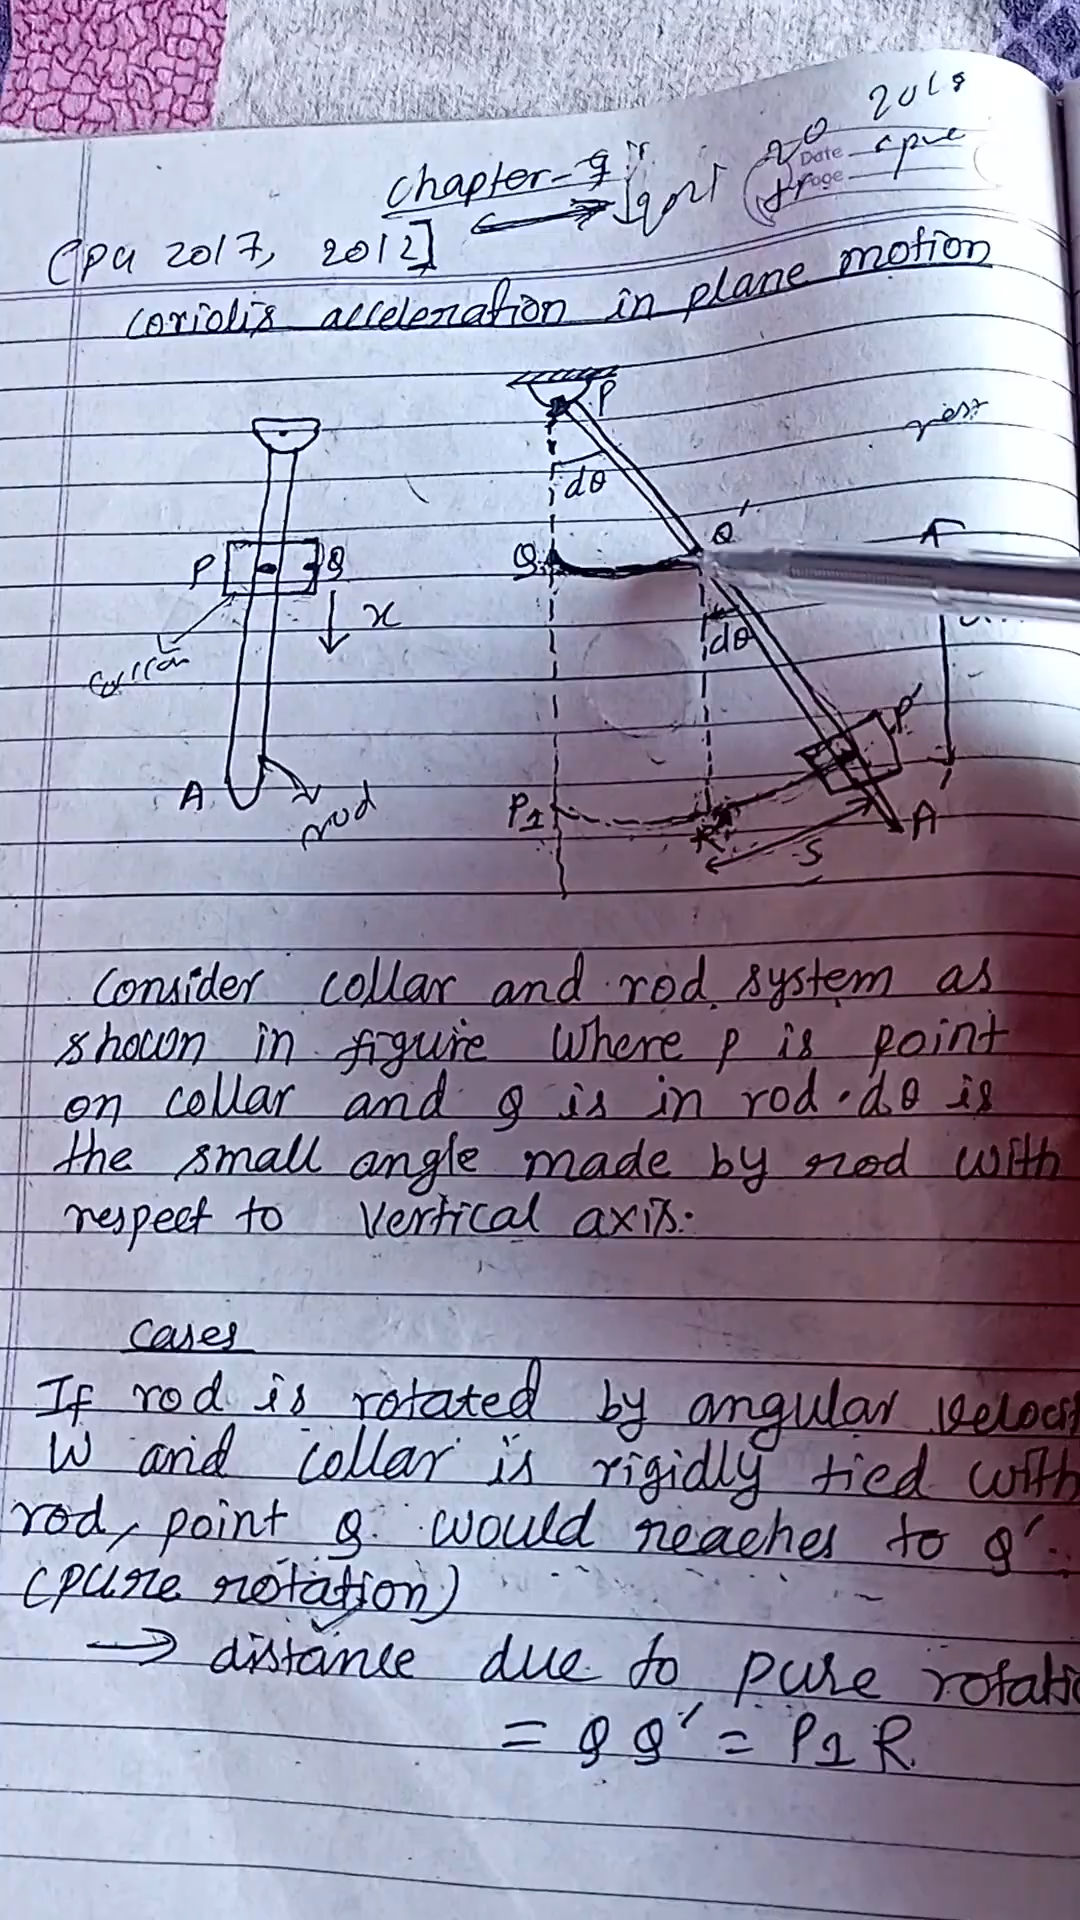 2018
Date
Page
chapter-9
[PU 2017, 2012]
coriolis acceleration in plane motion
P
dθ
rest
Q'
P
Q
Q
x
dθ
collar
P'
A
rod
P1
R
S
A
Consider collar and rod system as
shown in figure where p is point
on collar and Q is in rod. dθ is
the small angle made by rod with
respect to vertical axis.
Cases
If rod is rotated by angular
W and collar is rigidly tied with
rod, point Q would reaches to Q'
(pure rotation)
→ distance due to pure
= Q Q' = P1 R